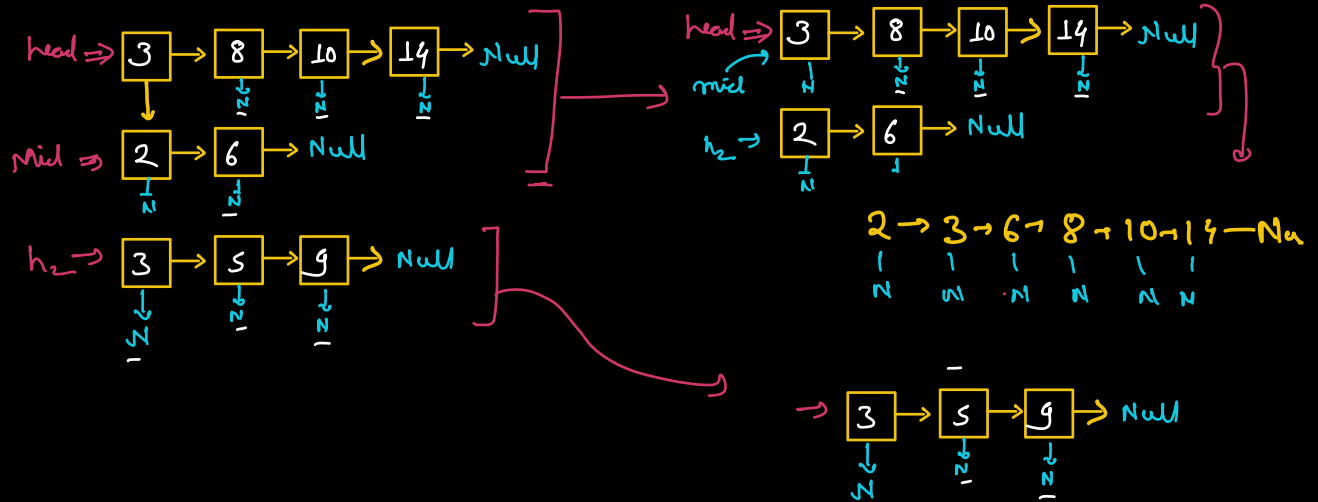 head ⇒ 3 → 8 → 10 → 14 → Null
N N N
Mid ⇒ 2 → 6 → Null
N N
h2 → 3 → 5 → 9 → Null
N N N
head ⇒ 3 → 8 → 10 → 14 → Null
mid N N N N
h2 → 2 → 6 → Null
N
2 → 3 → 6 → 8 → 10 → 14 — Nu
N N N N N N
→ 3 → 5 → 9 → Null
N N N